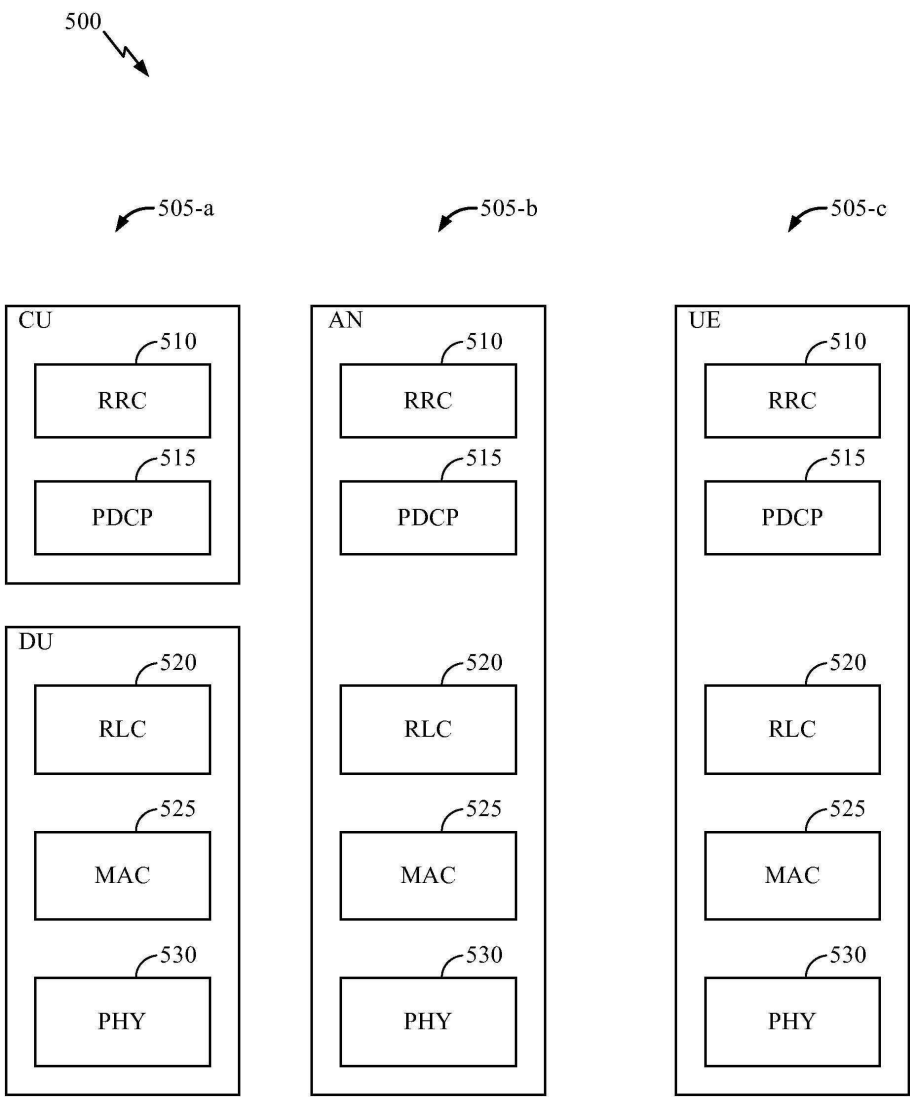 500
505-a 505-b 505-c
CU AN UE
510 510 510
RRC RRC RRC
515 515 515
PDCP PDCP PDCP
DU
520 520 520
RLC RLC RLC
525 525 525
MAC MAC MAC
530 530 530
PHY PHY PHY